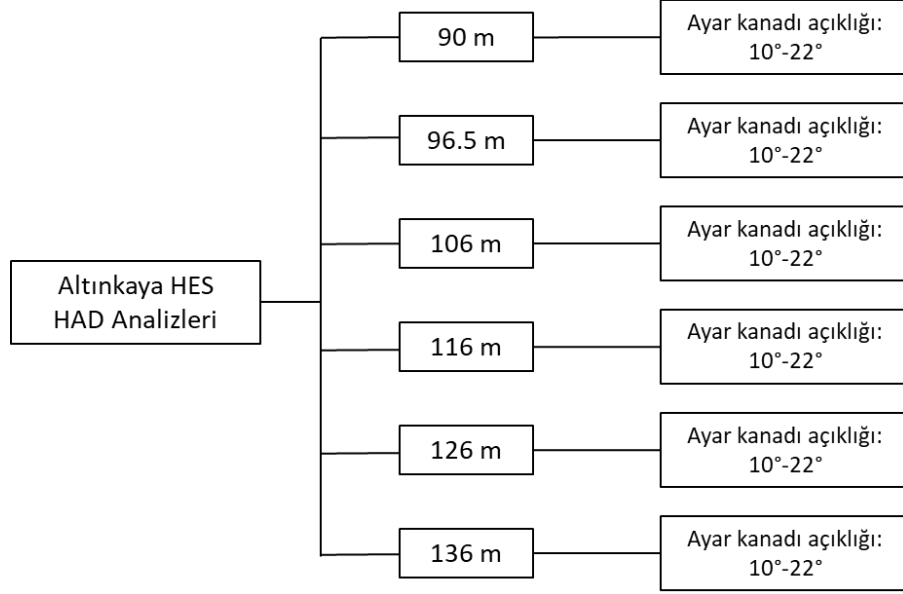 Altınkaya HES
HAD Analizleri
90 m
Ayar kanadı açıklığı:
10°-22°
96.5 m
Ayar kanadı açıklığı:
10°-22°
106 m
Ayar kanadı açıklığı:
10°-22°
116 m
Ayar kanadı açıklığı:
10°-22°
126 m
Ayar kanadı açıklığı:
10°-22°
136 m
Ayar kanadı açıklığı:
10°-22°